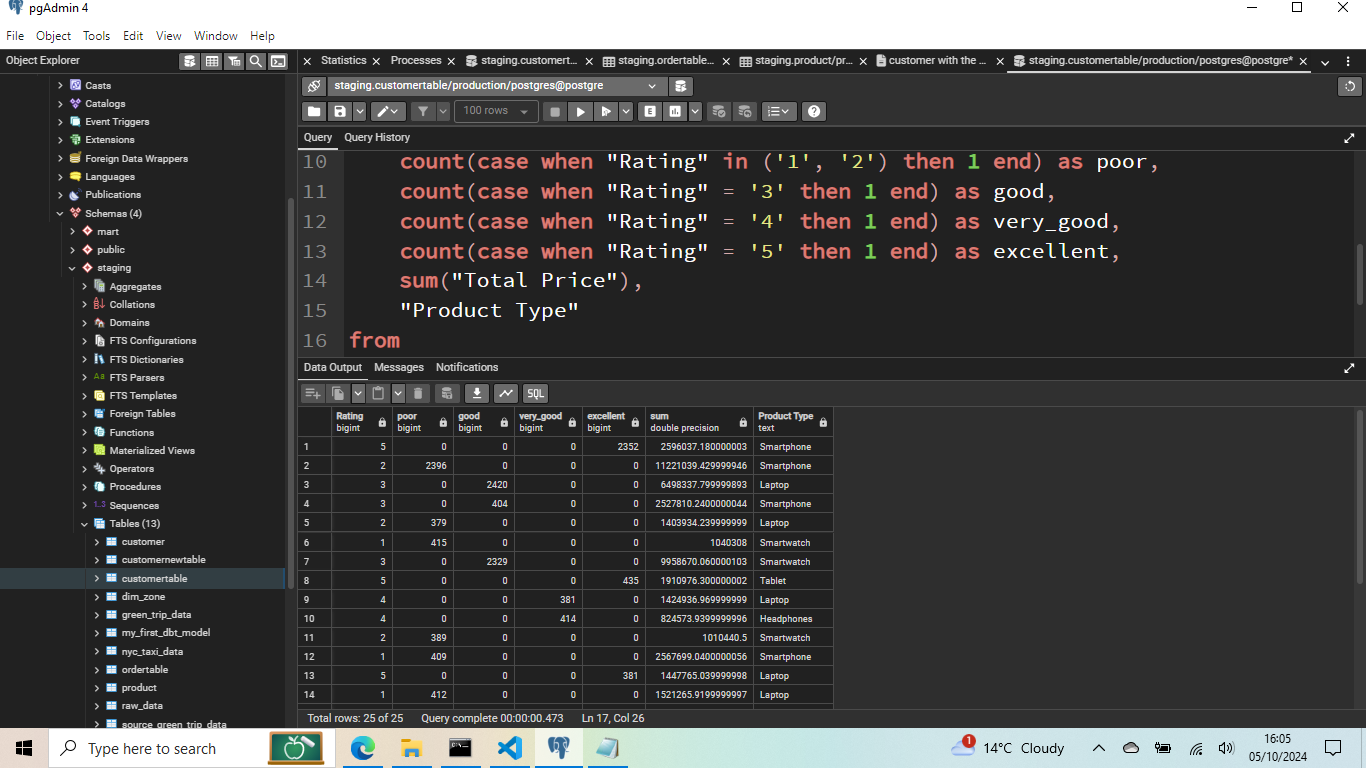 pgAdmin 4
File Object Tools Edit View Window Help
Object Explorer
Statistics Processes staging.customert... staging.ordertable... staging.product/pr... customer with the ... staging.customertable/production/postgres@postgre*
staging.customertable/production/postgres@postgre
100 rows
Query Query History
10 count(case when "Rating" in ('1', '2') then 1 end) as poor,
11 count(case when "Rating" = '3' then 1 end) as good,
12 count(case when "Rating" = '4' then 1 end) as very_good,
13 count(case when "Rating" = '5' then 1 end) as excellent,
14 sum("Total Price"),
15 "Product Type"
16 from
Casts
Catalogs
Event Triggers
Extensions
Foreign Data Wrappers
Languages
Publications
Schemas (4)
mart
public
staging
Aggregates
Collations
Domains
FTS Configurations
FTS Dictionaries
FTS Parsers
FTS Templates
Foreign Tables
Functions
Materialized Views
Operators
Procedures
1..3 Sequences
Tables (13)
customer
customernewtable
customertable
dim_zone
green_trip_data
my_first_dbt_model
nyc_taxi_data
ordertable
product
raw_data
source_green_trip_data
Data Output Messages Notifications
SQL
Rating poor good very_good excellent sum Product Type
bigint bigint bigint bigint bigint double precision text
1 5 0 0 0 2352 2596037.180000003 Smartphone
2 2 2396 0 0 0 11221039.429999946 Smartphone
3 3 0 2420 0 0 6498337.799999893 Laptop
4 3 0 404 0 0 2527810.2400000044 Smartphone
5 2 379 0 0 0 1403934.239999999 Laptop
6 1 415 0 0 0 1040308 Smartwatch
7 3 0 2329 0 0 9958670.060000103 Smartwatch
8 5 0 0 0 435 1910976.300000002 Tablet
9 4 0 0 381 0 1424936.969999999 Laptop
10 4 0 0 414 0 824573.9399999996 Headphones
11 2 389 0 0 0 1010440.5 Smartwatch
12 1 409 0 0 0 2567699.0400000056 Smartphone
13 5 0 0 0 381 1447765.039999998 Laptop
14 1 412 0 0 0 1521265.9199999997 Laptop
Total rows: 25 of 25 Query complete 00:00:00.473 Ln 17, Col 26
Type here to search
1
14°C Cloudy
16:05
05/10/2024